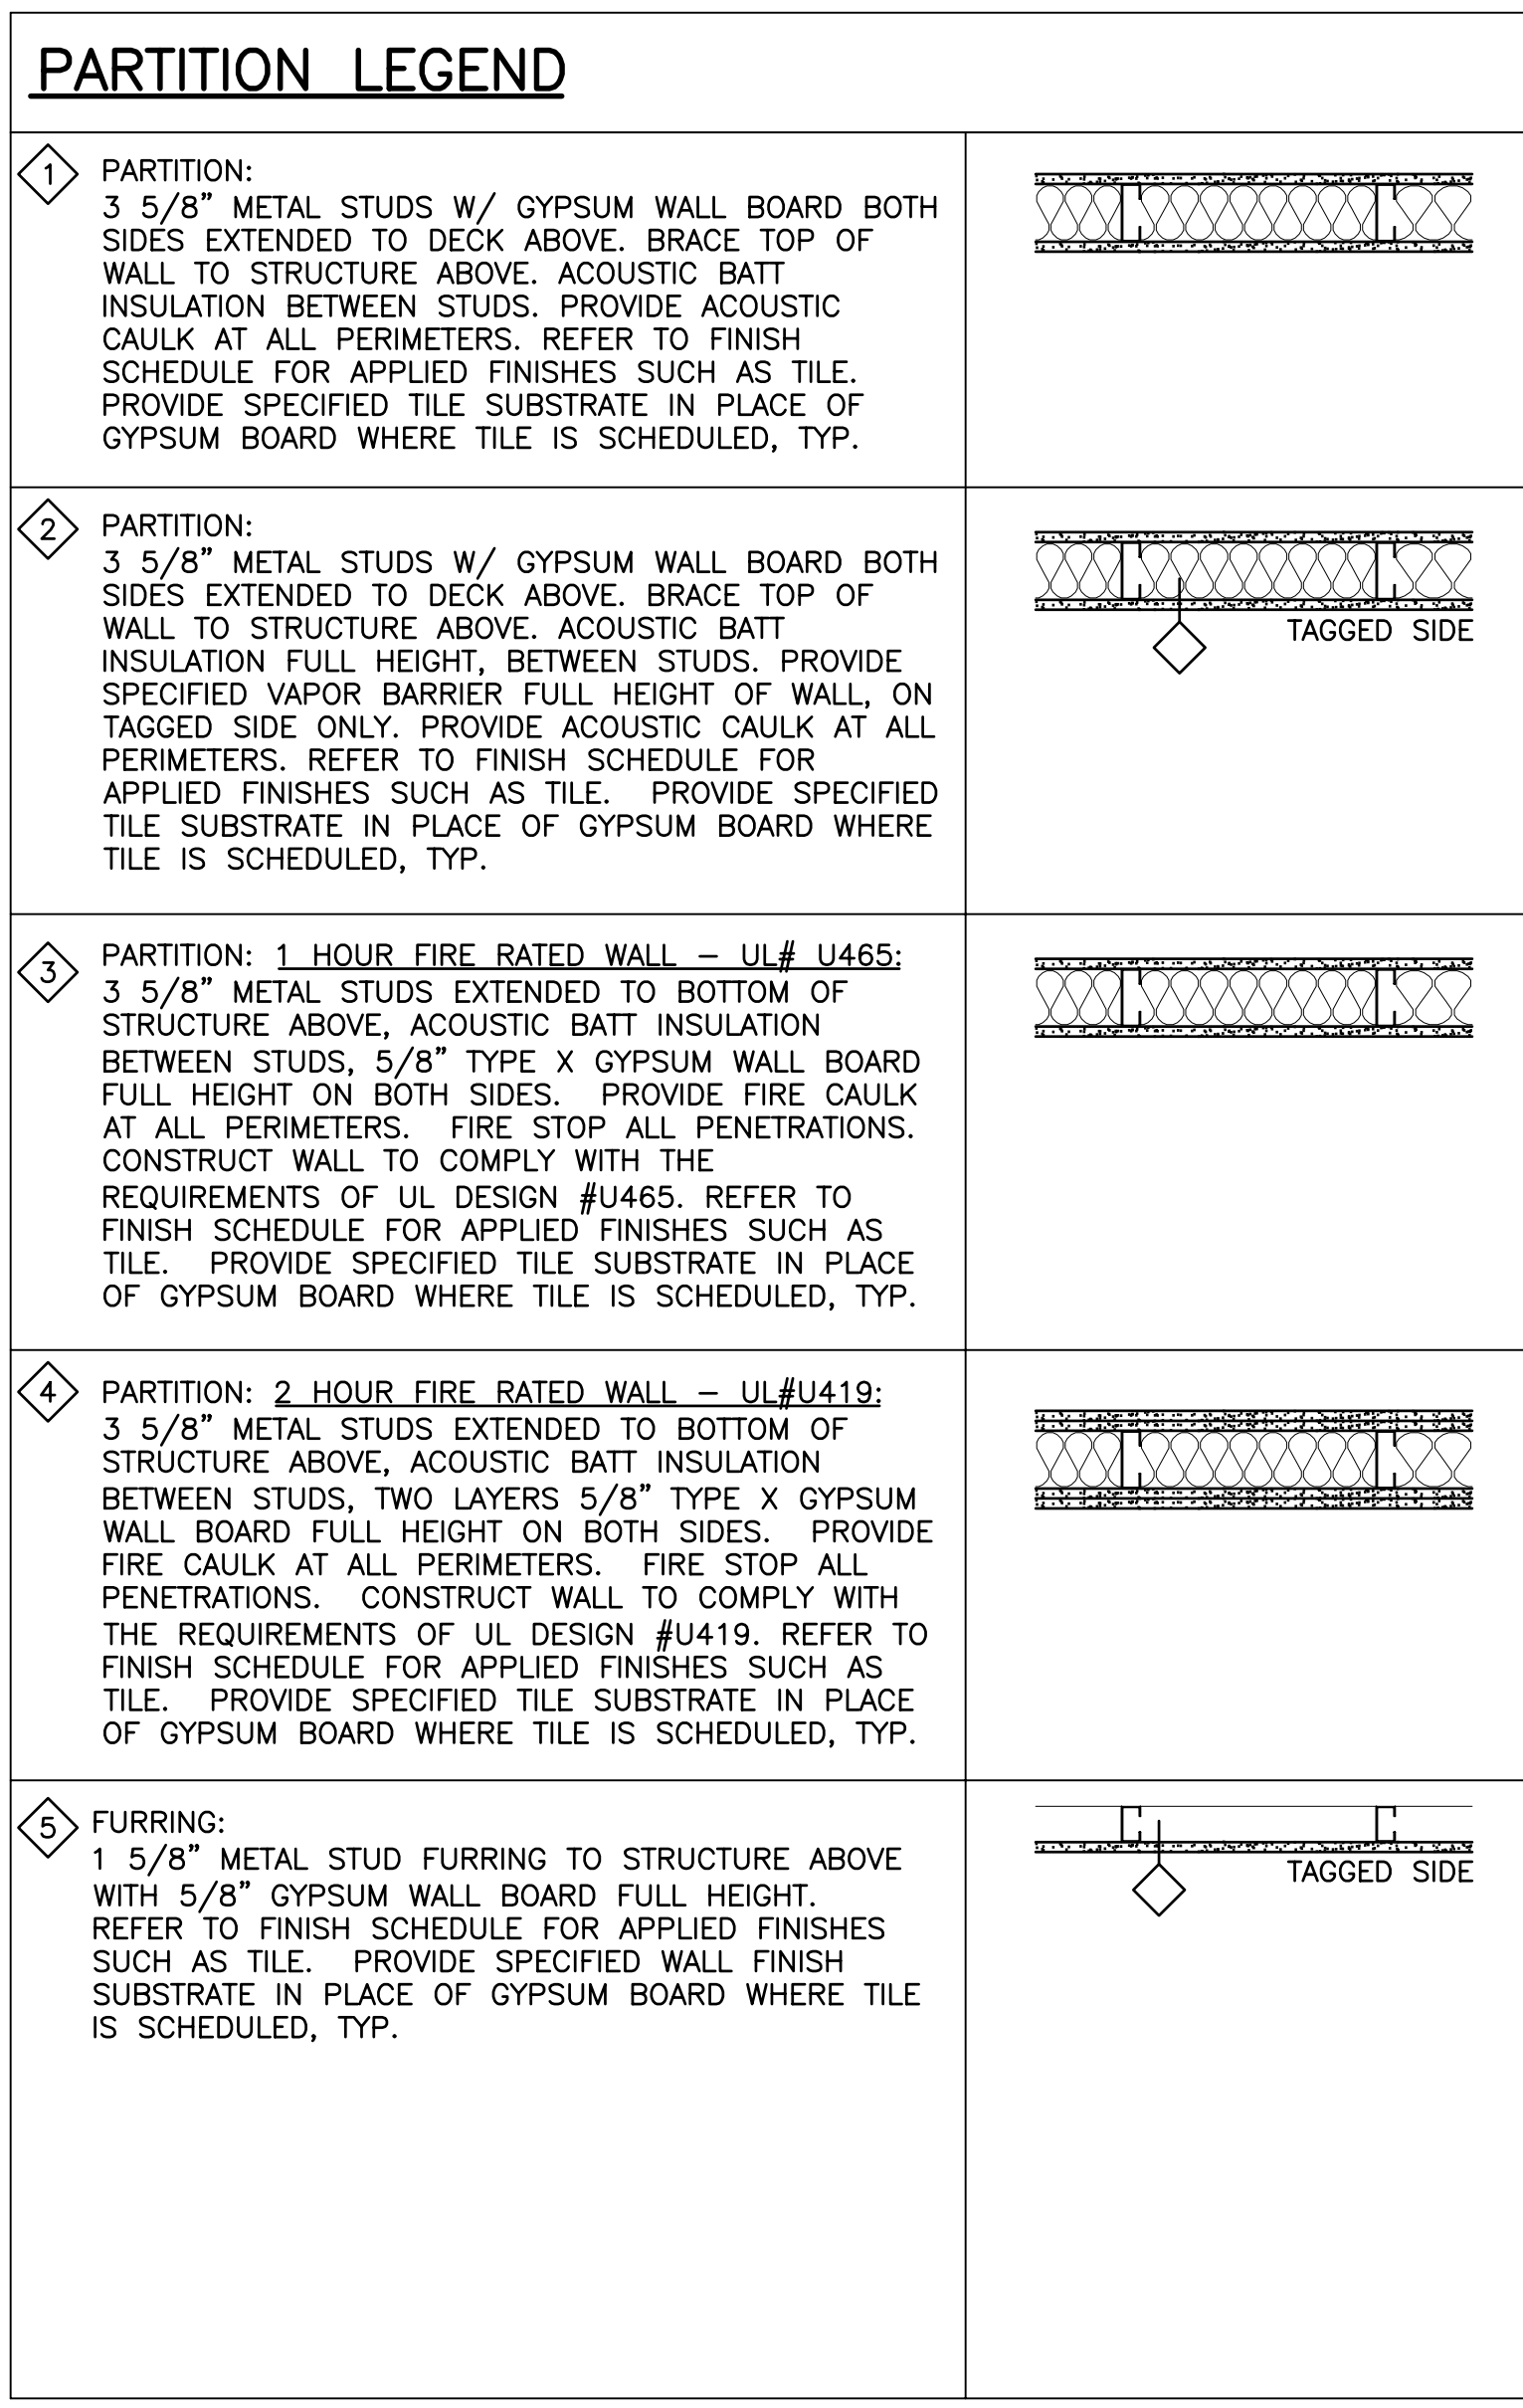 PARTITION LEGEND
1
PARTITION:
3 5/8" METAL STUDS W/ GYPSUM WALL BOARD BOTH
SIDES EXTENDED TO DECK ABOVE. BRACE TOP OF
WALL TO STRUCTURE ABOVE. ACOUSTIC BATT
INSULATION BETWEEN STUDS. PROVIDE ACOUSTIC
CAULK AT ALL PERIMETERS. REFER TO FINISH
SCHEDULE FOR APPLIED FINISHES SUCH AS TILE.
PROVIDE SPECIFIED TILE SUBSTRATE IN PLACE OF
GYPSUM BOARD WHERE TILE IS SCHEDULED, TYP.
2
PARTITION:
3 5/8" METAL STUDS W/ GYPSUM WALL BOARD BOTH
SIDES EXTENDED TO DECK ABOVE. BRACE TOP OF
WALL TO STRUCTURE ABOVE. ACOUSTIC BATT
INSULATION FULL HEIGHT, BETWEEN STUDS. PROVIDE
SPECIFIED VAPOR BARRIER FULL HEIGHT OF WALL, ON
TAGGED SIDE ONLY. PROVIDE ACOUSTIC CAULK AT ALL
PERIMETERS. REFER TO FINISH SCHEDULE FOR
APPLIED FINISHES SUCH AS TILE. PROVIDE SPECIFIED
TILE SUBSTRATE IN PLACE OF GYPSUM BOARD WHERE
TILE IS SCHEDULED, TYP.
TAGGED SIDE
3
PARTITION: 1 HOUR FIRE RATED WALL – UL# U465:
3 5/8" METAL STUDS EXTENDED TO BOTTOM OF
STRUCTURE ABOVE, ACOUSTIC BATT INSULATION
BETWEEN STUDS, 5/8" TYPE X GYPSUM WALL BOARD
FULL HEIGHT ON BOTH SIDES. PROVIDE FIRE CAULK
AT ALL PERIMETERS. FIRE STOP ALL PENETRATIONS.
CONSTRUCT WALL TO COMPLY WITH THE
REQUIREMENTS OF UL DESIGN #U465. REFER TO
FINISH SCHEDULE FOR APPLIED FINISHES SUCH AS
TILE. PROVIDE SPECIFIED TILE SUBSTRATE IN PLACE
OF GYPSUM BOARD WHERE TILE IS SCHEDULED, TYP.
4
PARTITION: 2 HOUR FIRE RATED WALL – UL#U419:
3 5/8" METAL STUDS EXTENDED TO BOTTOM OF
STRUCTURE ABOVE, ACOUSTIC BATT INSULATION
BETWEEN STUDS, TWO LAYERS 5/8" TYPE X GYPSUM
WALL BOARD FULL HEIGHT ON BOTH SIDES. PROVIDE
FIRE CAULK AT ALL PERIMETERS. FIRE STOP ALL
PENETRATIONS. CONSTRUCT WALL TO COMPLY WITH
THE REQUIREMENTS OF UL DESIGN #U419. REFER TO
FINISH SCHEDULE FOR APPLIED FINISHES SUCH AS
TILE. PROVIDE SPECIFIED TILE SUBSTRATE IN PLACE
OF GYPSUM BOARD WHERE TILE IS SCHEDULED, TYP.
5
FURRING:
1 5/8" METAL STUD FURRING TO STRUCTURE ABOVE
WITH 5/8" GYPSUM WALL BOARD FULL HEIGHT.
REFER TO FINISH SCHEDULE FOR APPLIED FINISHES
SUCH AS TILE. PROVIDE SPECIFIED WALL FINISH
SUBSTRATE IN PLACE OF GYPSUM BOARD WHERE TILE
IS SCHEDULED, TYP.
TAGGED SIDE